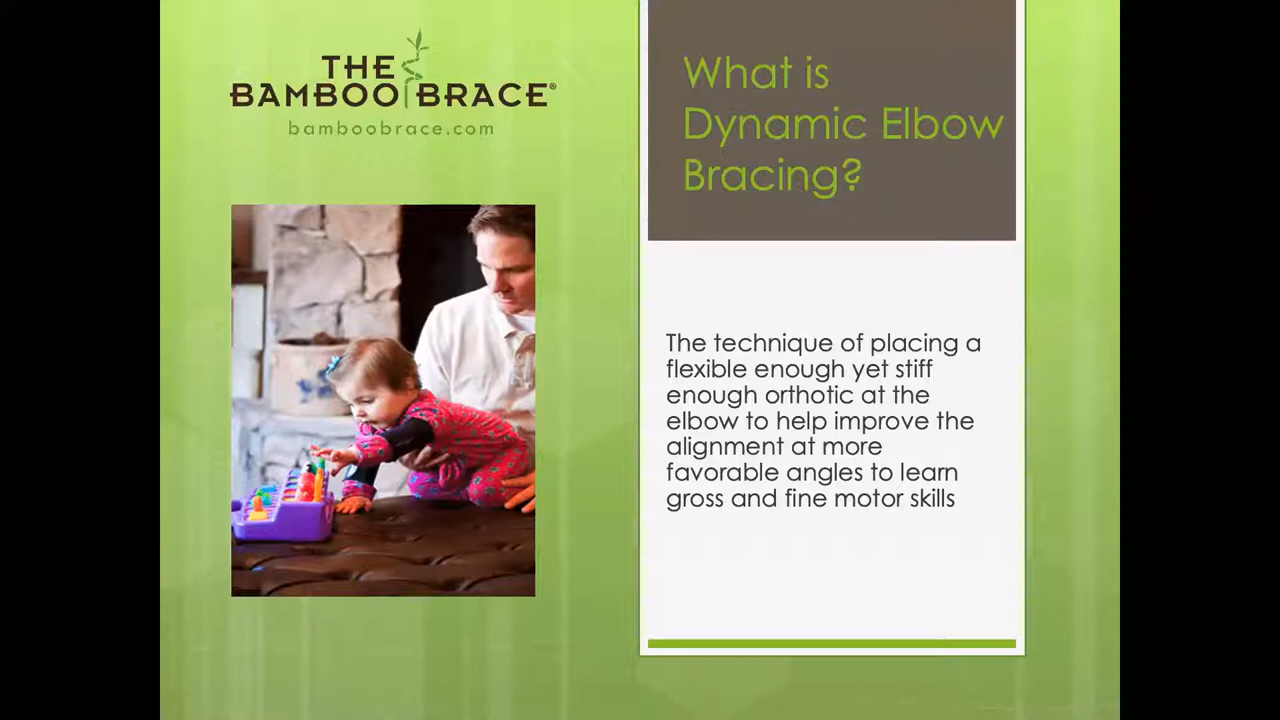 THE
BAMBOO BRACE®
bamboobrace.com
What is
Dynamic Elbow
Bracing?
The technique of placing a
flexible enough yet stiff
enough orthotic at the
elbow to help improve the
alignment at more
favorable angles to learn
gross and fine motor skills